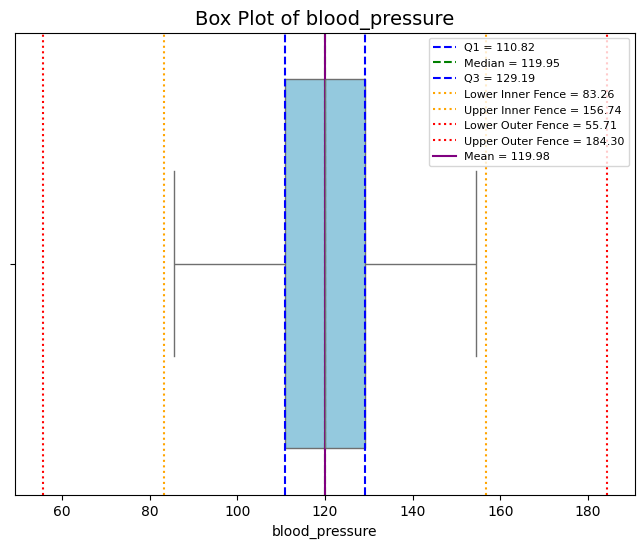 Box Plot of blood_pressure
Q1 = 110.82
Median = 119.95
Q3 = 129.19
Lower Inner Fence = 83.26
Upper Inner Fence = 156.74
Lower Outer Fence = 55.71
Upper Outer Fence = 184.30
Mean = 119.98
60 80 100 120 140 160 180
blood_pressure